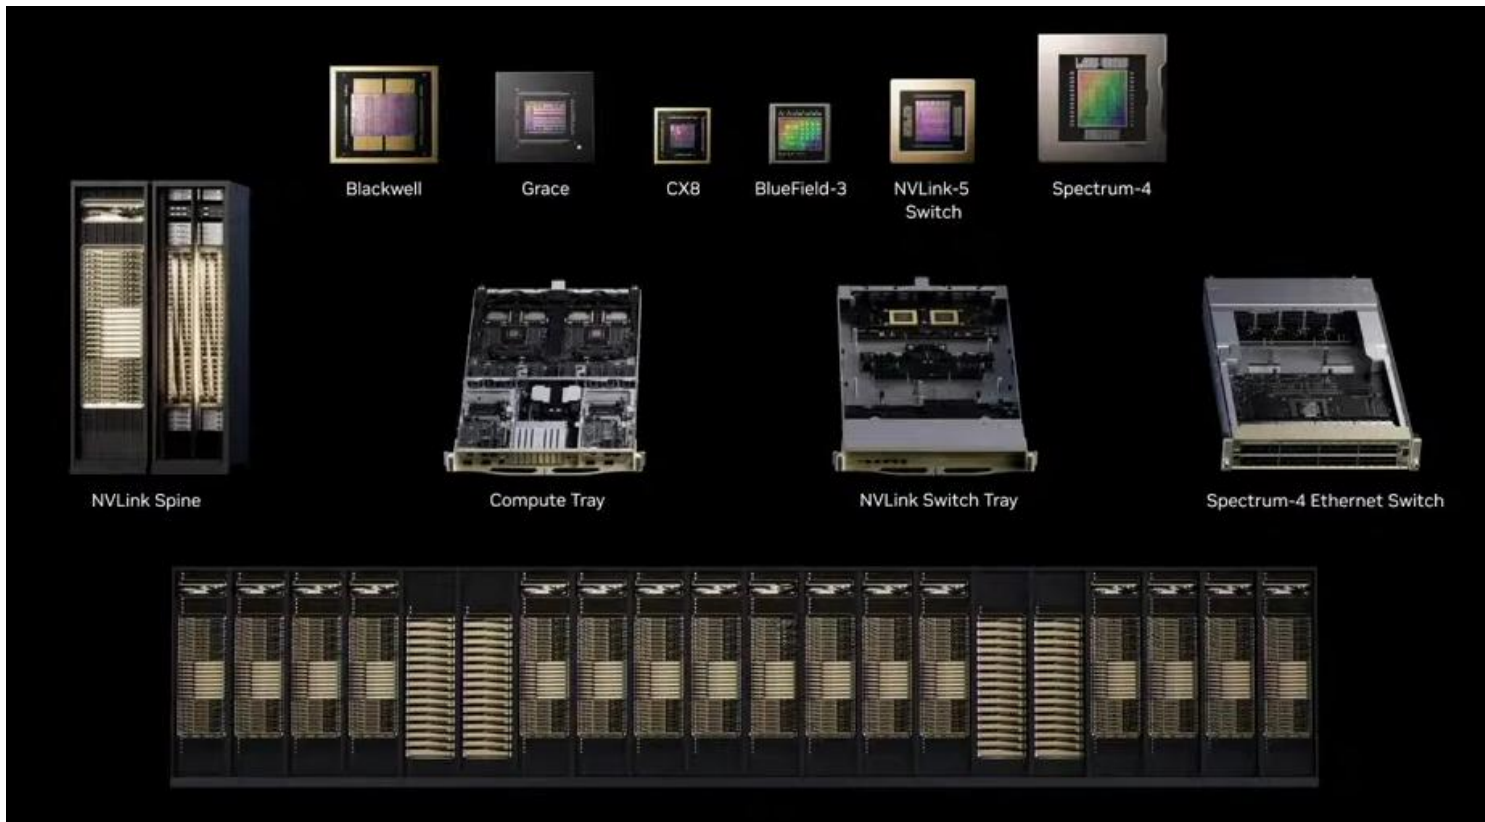 Blackwell
Grace
CX8
BlueField-3
NVLink-5
Switch
Spectrum-4
NVLink Spine
Compute Tray
NVLink Switch Tray
Spectrum-4 Ethernet Switch